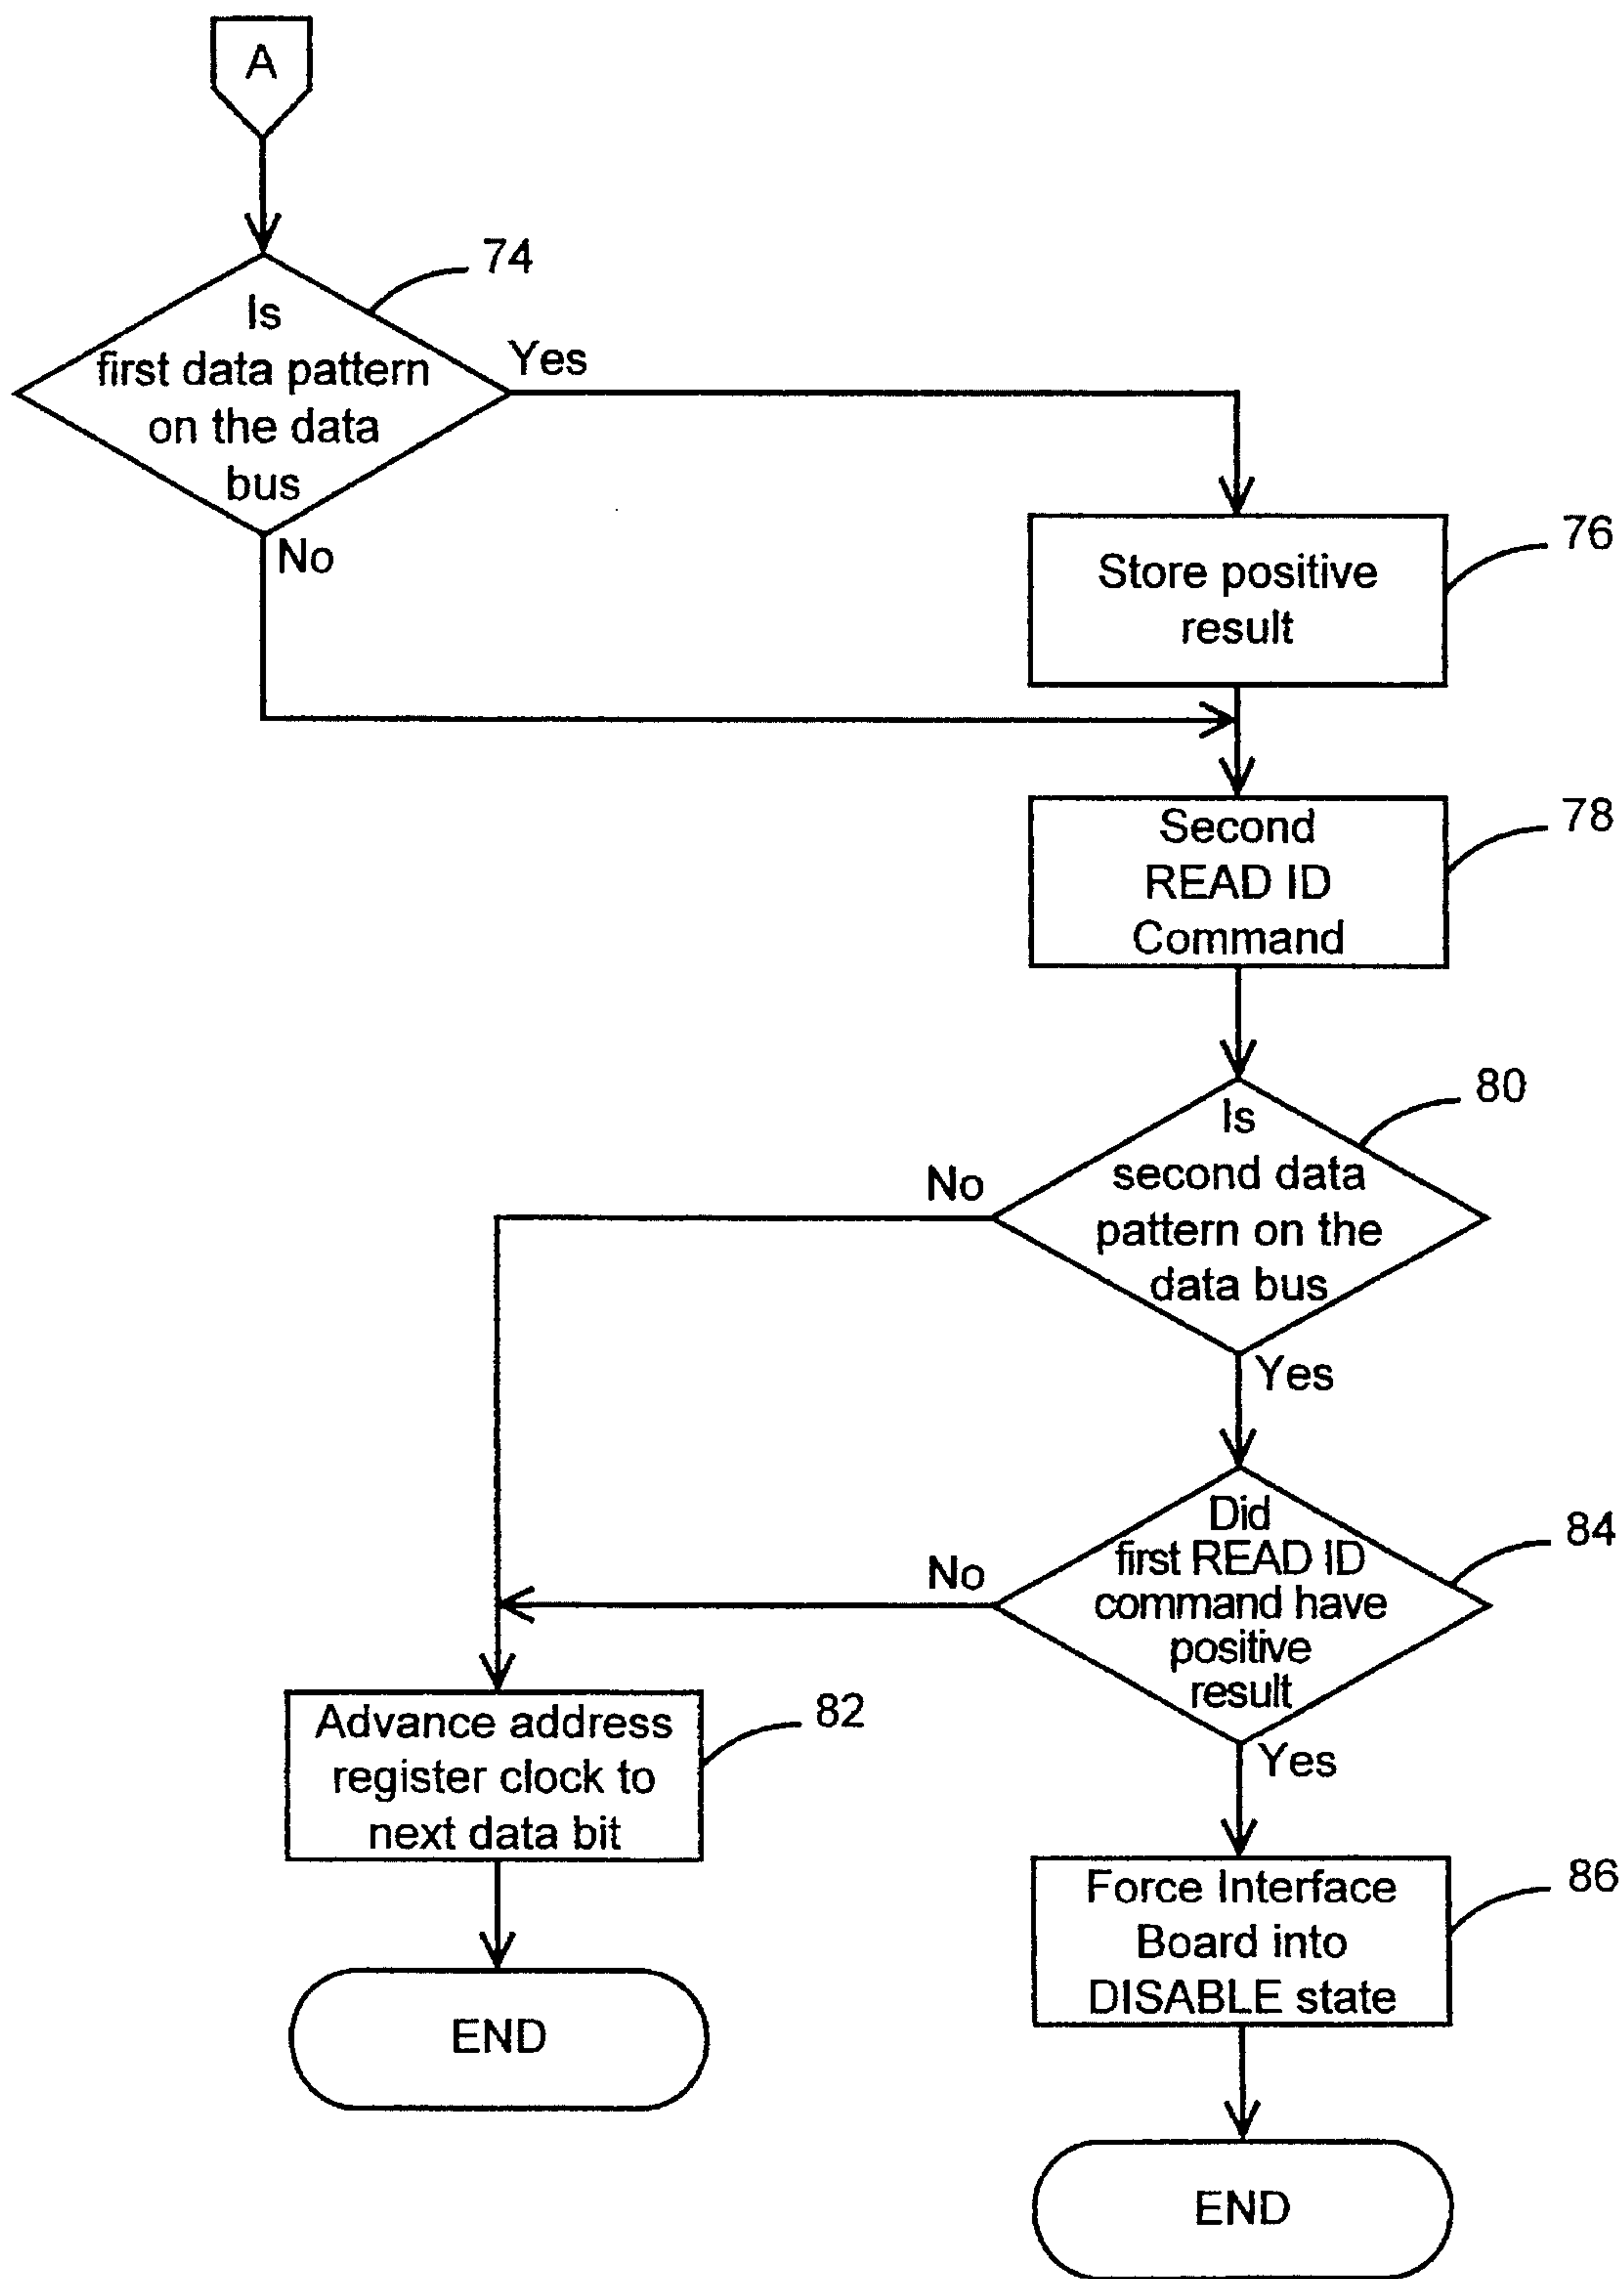 A
74
Is
first data pattern
on the data
bus
Yes
No
76
Store positive
result
78
Second
READ ID
Command
80
Is
second data
pattern on the
data bus
No
Yes
84
Did
first READ ID
command have
positive
result
No
Yes
82
Advance address
register clock to
next data bit
86
Force Interface
Board into
DISABLE state
END
END